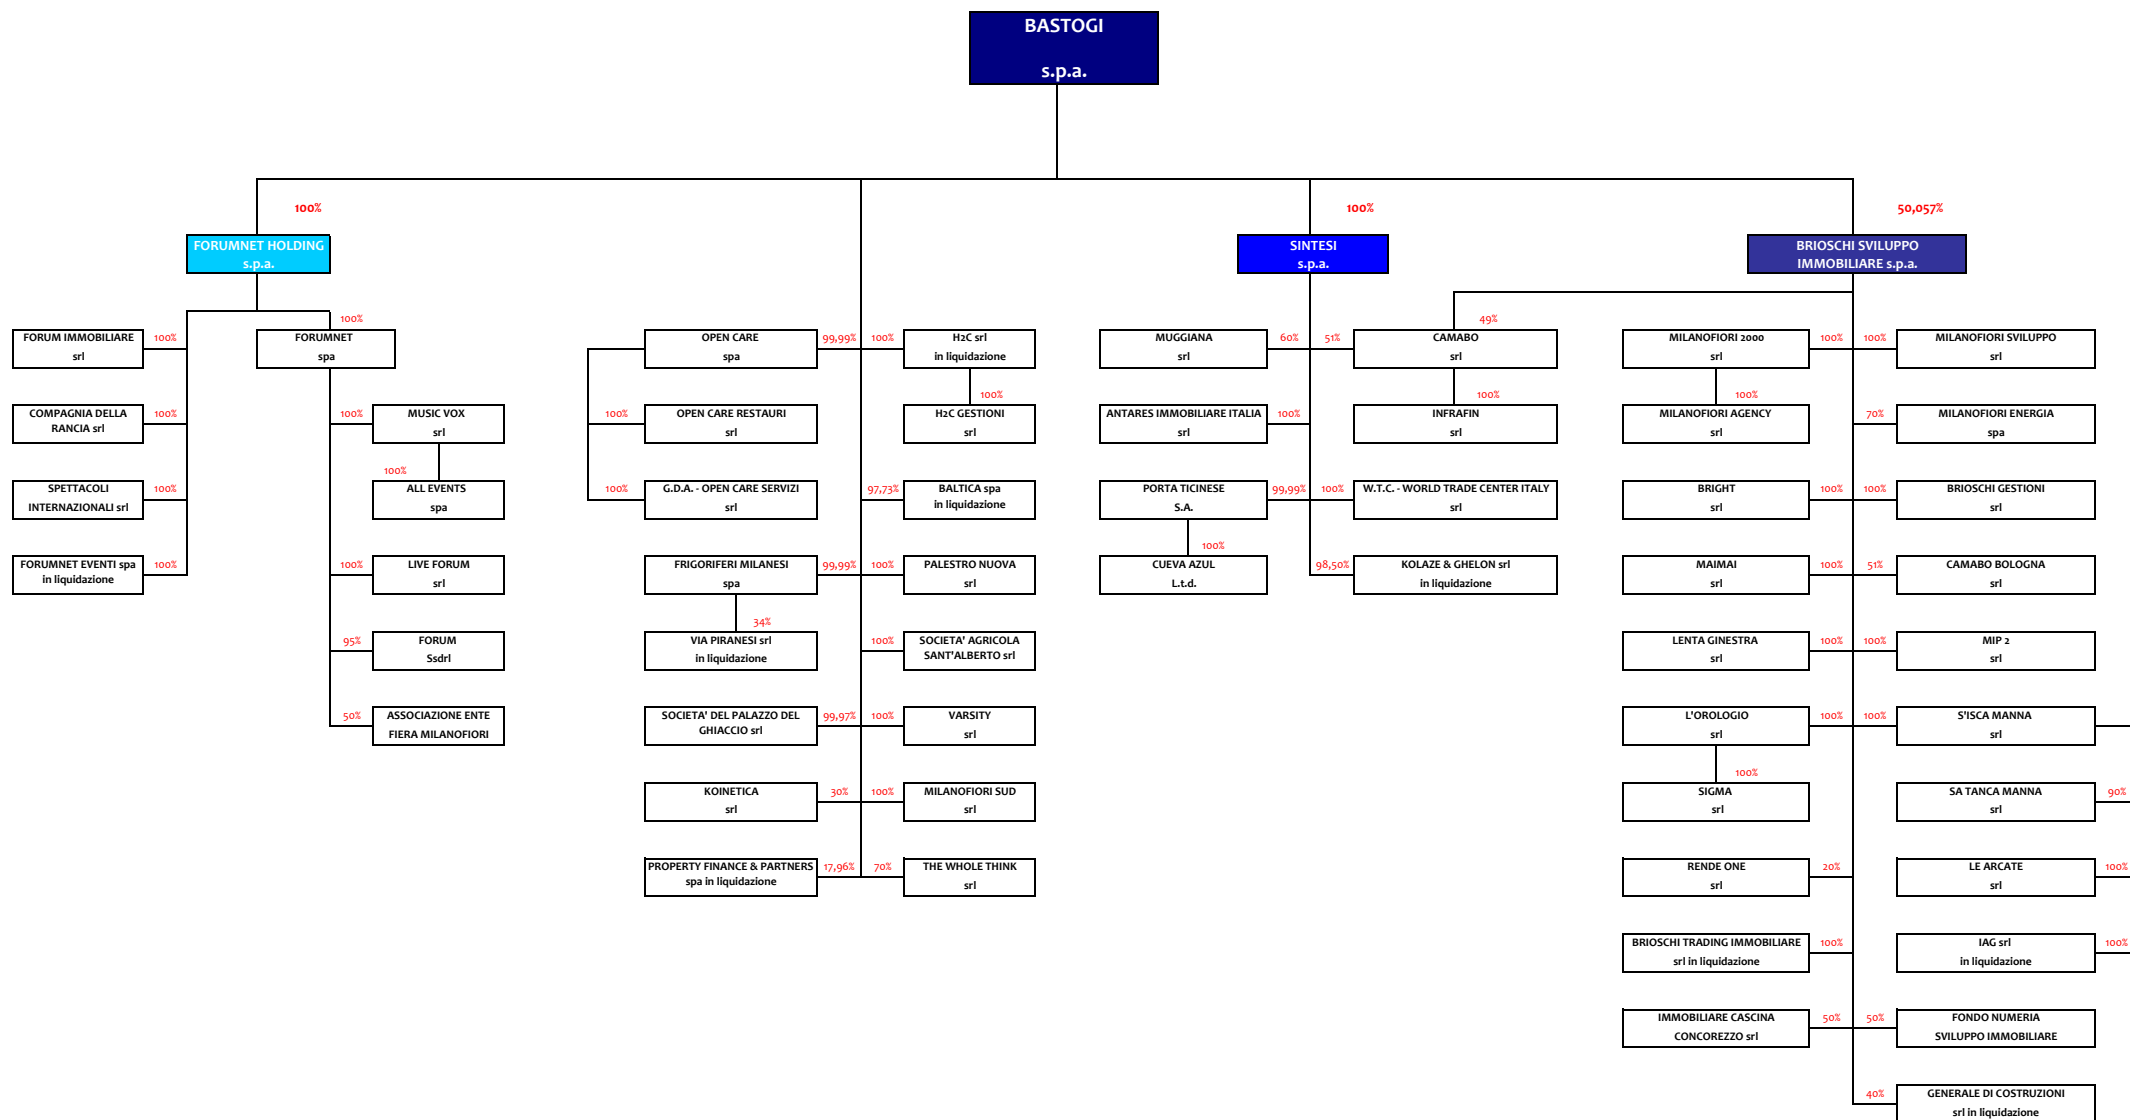 BASTOGI
s.p.a.
100%
100%
50,057%
FORUMNET HOLDING
s.p.a.
SINTESI
s.p.a.
BRIOSCHI SVILUPPO
IMMOBILIARE s.p.a.
FORUM IMMOBILIARE
srl
100%
COMPAGNIA DELLA
RANCIA srl
100%
SPETTACOLI
INTERNAZIONALI srl
100%
FORUMNET EVENTI spa
in liquidazione
100%
100%
FORUMNET
spa
100%
MUSIC VOX
srl
100%
ALL EVENTS
spa
100%
LIVE FORUM
srl
95%
FORUM
Ssdrl
50%
ASSOCIAZIONE ENTE
FIERA MILANOFIORI
OPEN CARE
spa
99,99%
100%
H2C srl
in liquidazione
100%
OPEN CARE RESTAURI
srl
100%
H2C GESTIONI
srl
100%
G.D.A. - OPEN CARE SERVIZI
srl
97,73%
BALTICA spa
in liquidazione
FRIGORIFERI MILANESI
spa
99,99%
100%
PALESTRO NUOVA
srl
34%
VIA PIRANESI srl
in liquidazione
100%
SOCIETA' AGRICOLA
SANT'ALBERTO srl
SOCIETA' DEL PALAZZO DEL
GHIACCIO srl
99,97%
100%
VARSITY
srl
KOINETICA
srl
30%
100%
MILANOFIORI SUD
srl
PROPERTY FINANCE & PARTNERS
spa in liquidazione
17,96%
70%
THE WHOLE THINK
srl
MUGGIANA
srl
60%
51%
49%
CAMABO
srl
ANTARES IMMOBILIARE ITALIA
srl
100%
100%
INFRAFIN
srl
PORTA TICINESE
S.A.
99,99%
100%
W.T.C. - WORLD TRADE CENTER ITALY
srl
100%
CUEVA AZUL
L.t.d.
98,50%
KOLAZE & GHELON srl
in liquidazione
MILANOFIORI 2000
srl
100%
100%
MILANOFIORI SVILUPPO
srl
100%
MILANOFIORI AGENCY
srl
70%
MILANOFIORI ENERGIA
spa
BRIGHT
srl
100%
100%
BRIOSCHI GESTIONI
srl
MAIMAI
srl
100%
51%
CAMABO BOLOGNA
srl
LENTA GINESTRA
srl
100%
100%
MIP 2
srl
L'OROLOGIO
srl
100%
100%
S'ISCA MANNA
srl
100%
SIGMA
srl
SA TANCA MANNA
srl
90%
RENDE ONE
srl
20%
LE ARCATE
srl
100%
BRIOSCHI TRADING IMMOBILIARE
srl in liquidazione
100%
IAG srl
in liquidazione
100%
IMMOBILIARE CASCINA
CONCOREZZO srl
50%
50%
FONDO NUMERIA
SVILUPPO IMMOBILIARE
40%
GENERALE DI COSTRUZIONI
srl in liquidazione